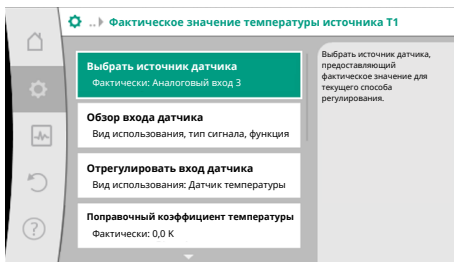 ..› Фактическое значение температуры источника T1
Выбрать источник датчика
Фактически: Аналоговый вход 3
Обзор входа датчика
Вид использования, тип сигнала, функция
Отрегулировать вход датчика
Вид использования: Датчик температуры
Поправочный коэффициент температуры
Фактически: 0,0 K
Выбрать источник датчика,
предоставляющий
фактическое значение для
текущего способа
регулирования.
?